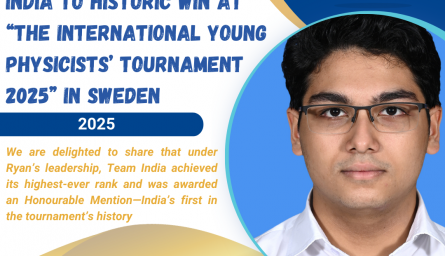 INDIA TO HISTORIC WIN AT
“THE INTERNATIONAL YOUNG
PHYSICISTS’ TOURNAMENT
2025” IN SWEDEN
2025
We are delighted to share that under
Ryan’s leadership, Team India achieved
its highest-ever rank and was awarded
an Honourable Mention—India’s first in
the tournament’s history